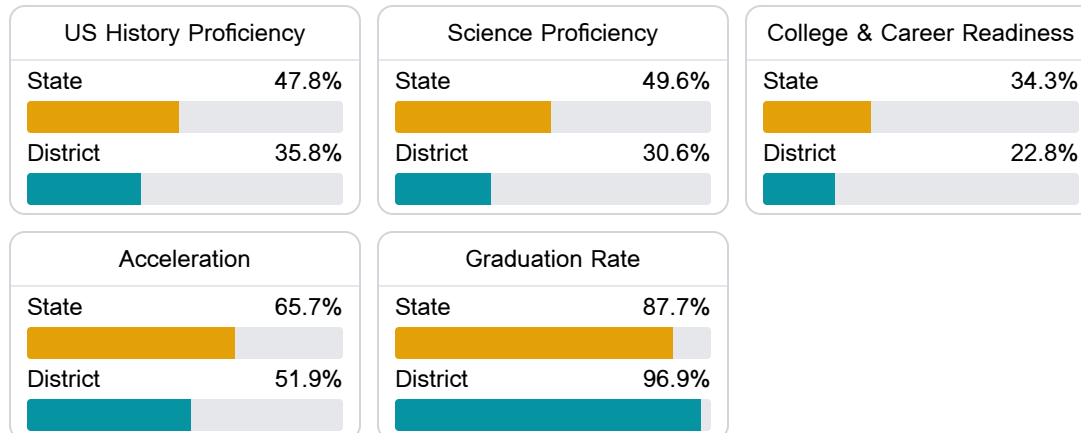 US History Proficiency
State 47.8%
District 35.8%
Science Proficiency
State 49.6%
District 30.6%
College & Career Readiness
State 34.3%
District 22.8%
Acceleration
State 65.7%
District 51.9%
Graduation Rate
State 87.7%
District 96.9%